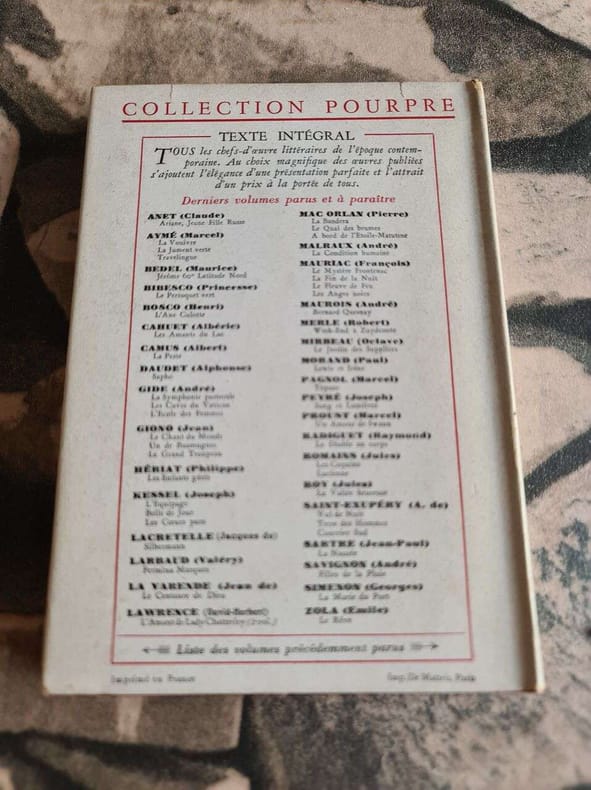 COLLECTION POURPRE
TEXTE INTÉGRAL
TOUS les chefs-d'œuvre littéraires de l'époque contem-
poraine. Au choix magnifique des œuvres publiées
s'ajoutent l'élégance d'une présentation parfaite et l'attrait
d'un prix à la portée de tous.
Derniers volumes parus et à paraître
ANET (Claude)
Ariane, Jeune Fille Russe
AYMÉ (Marcel)
La Vouivre
La Jument verte
Travelingue
BEDEL (Maurice)
Jérôme 60° Latitude Nord
BIBESCO (Princesse)
Le Perroquet vert
BOSCO (Henri)
L'Ane Culotte
CAHUET (Albéric)
Les Amants du Lac
CAMUS (Albert)
La Peste
DAUDET (Alphonse)
Sapho
GIDE (André)
La Symphonie pastorale
Les Caves du Vatican
L'Ecole des Femmes
GIONO (Jean)
Le Chant du Monde
Un de Baumugnes
Le Grand Troupeau
HÉRIAT (Philippe)
Les Enfants gâtés
KESSEL (Joseph)
L'Equipage
Belle de Jour
Les Cœurs purs
LACRETELLE (Jacques de)
Silbermann
LARBAUD (Valéry)
Fermina Marquez
LA VARENDE (Jean de)
Le Centaure de Dieu
LAWRENCE (David-Herbert)
L'Amant de Lady Chatterley (2 vol.)
MAC ORLAN (Pierre)
La Bandera
Le Quai des brumes
A bord de l'Etoile-Matutine
MALRAUX (André)
La Condition humaine
MAURIAC (François)
Le Mystère Frontenac
La Fin de la Nuit
Le Fleuve de Feu
Les Anges noirs
MAUROIS (André)
Bernard Quesnay
MERLE (Robert)
Week-End à Zuydcoote
MIRBEAU (Octave)
Le Jardin des Supplices
MORAND (Paul)
Lewis et Irène
PAGNOL (Marcel)
Topaze
PEYRÉ (Joseph)
Sang et Lumières
PROUST (Marcel)
Un Amour de Swann
RADIGUET (Raymond)
Le Diable au corps
ROMAINS (Jules)
Les Copains
Lucienne
ROY (Jules)
La Vallée heureuse
SAINT-EXUPÉRY (A. de)
Vol de Nuit
Terre des Hommes
Courrier Sud
SARTRE (Jean-Paul)
La Nausée
SAVIGNON (André)
Filles de la Pluie
SIMENON (Georges)
La Marie du Port
ZOLA (Emile)
Le Rêve
Liste des volumes précédemment parus
Imprimé en France
Imp. De Matteis, Paris